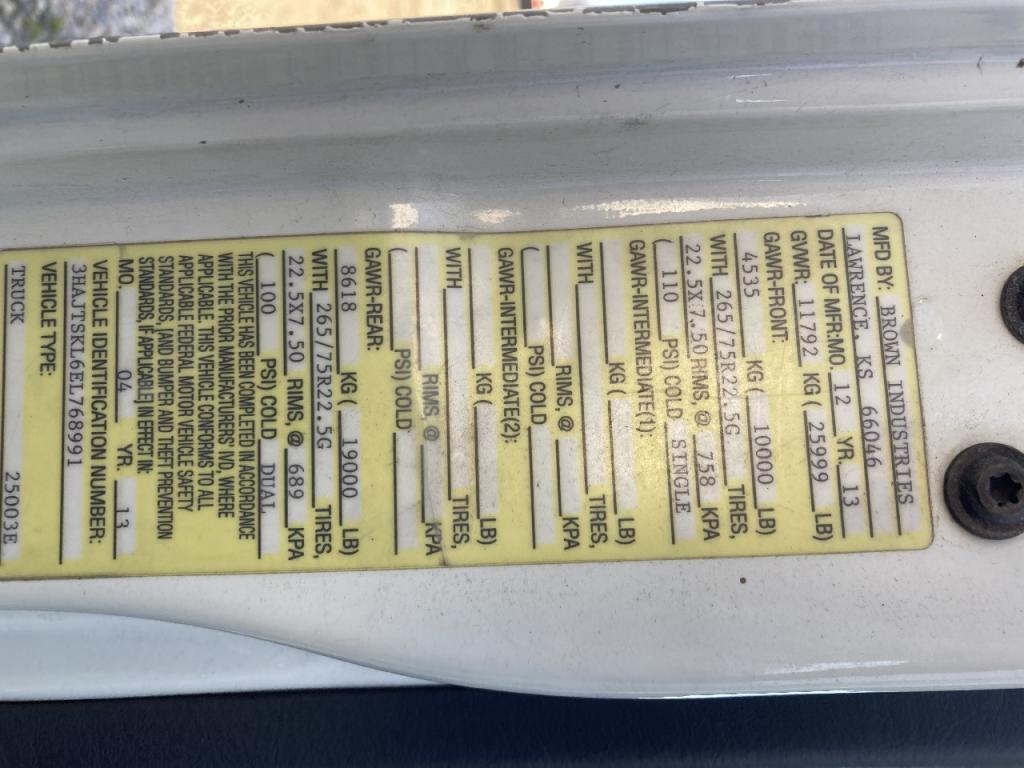 MFD BY: BROWN INDUSTRIES
LAWRENCE, KS 66046
DATE OF MFR:MO. 12 YR. 13
GVWR: 11792 KG ( 25999 LB)
GAWR-FRONT:
4535 KG ( 10000 LB)
WITH 265/75R22.5G TIRES,
22.5X7.50 RIMS, @ 758 KPA
( 110 PSI) COLD SINGLE
GAWR-INTERMEDIATE(1):
KG ( LB)
WITH TIRES,
RIMS, @ KPA
( PSI) COLD
GAWR-INTERMEDIATE(2):
KG ( LB)
WITH TIRES,
RIMS, @ KPA
( PSI) COLD
GAWR-REAR:
8618 KG ( 19000 LB)
WITH 265/75R22.5G TIRES,
22.5X7.50 RIMS, @ 689 KPA
( 100 PSI) COLD DUAL
THIS VEHICLE HAS BEEN COMPLETED IN ACCORDANCE
WITH THE PRIOR MANUFACTURERS' IVD, WHERE
APPLICABLE. THIS VEHICLE CONFORMS TO ALL
APPLICABLE FEDERAL MOTOR VEHICLE SAFETY
STANDARDS, [AND BUMPER AND THEFT PREVENTION
STANDARDS, IF APPLICABLE] IN EFFECT IN:
MO. 04 YR. 13
VEHICLE IDENTIFICATION NUMBER:
3HAJTSKL6EL768991
VEHICLE TYPE:
TRUCK 25003E